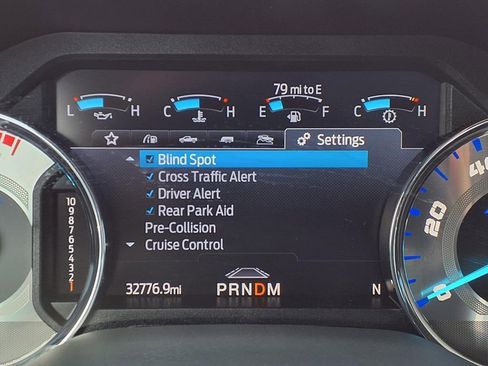 79 mi to E
L H C H E F C H
Settings
Blind Spot
Cross Traffic Alert
Driver Alert
Rear Park Aid
Pre-Collision
Cruise Control
10
9
8
7
6
5
4
3
2
1
32776.9mi PRNDM N
0
20
40